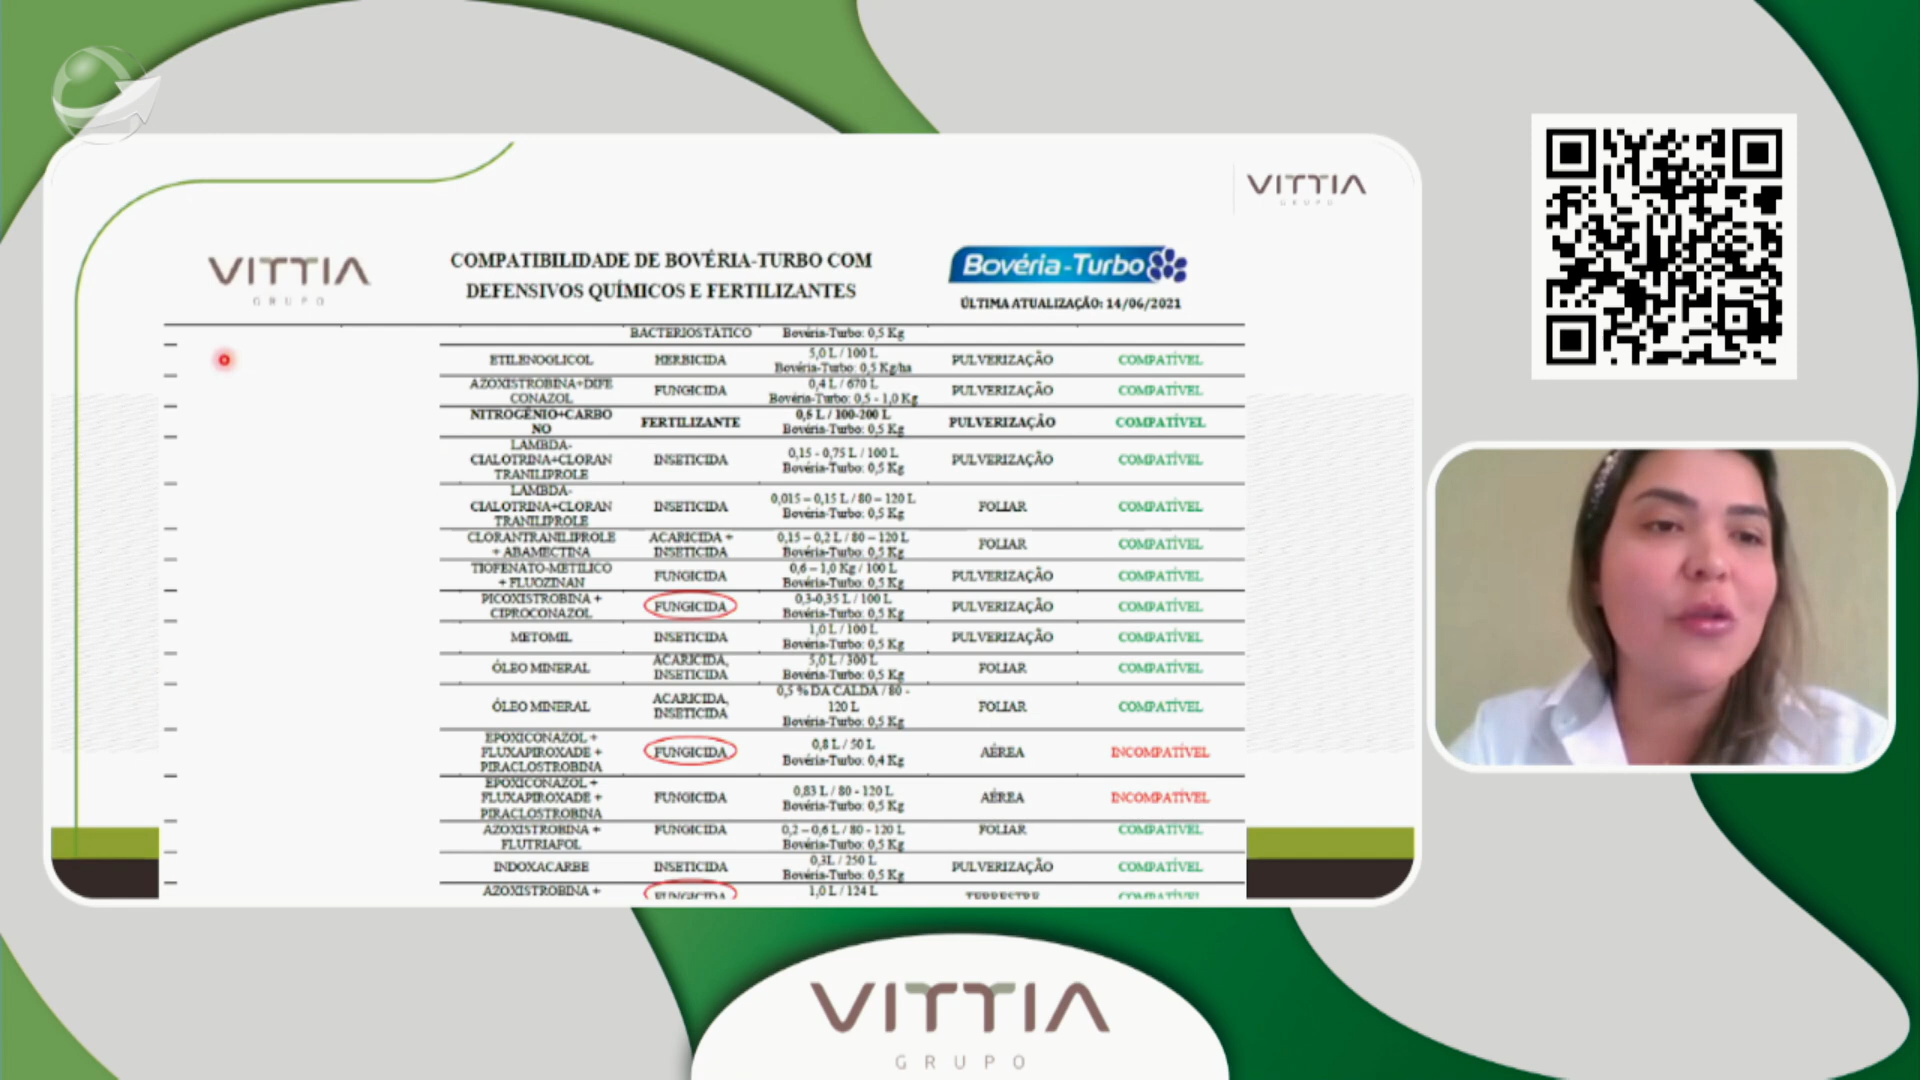 VITTIA
GRUPO
VITTIA
GRUPO
COMPATIBILIDADE DE BOVÉRIA-TURBO COM
DEFENSIVOS QUÍMICOS E FERTILIZANTES
Bovéria-Turbo
ÚLTIMA ATUALIZAÇÃO: 14/06/2021
BACTERIOSTÁTICO Bovéria-Turbo: 0,5 Kg
ETILENOGLICOL HERBICIDA 5,0 L / 100 L PULVERIZAÇÃO COMPATÍVEL
Bovéria-Turbo: 0,5 Kg/ha
AZOXISTROBINA+DIFE FUNGICIDA 0,4 L / 670 L PULVERIZAÇÃO COMPATÍVEL
CONAZOL Bovéria-Turbo: 0,5 - 1,0 Kg
NITROGÊNIO+CARBO FERTILIZANTE 0,6 L / 100-200 L PULVERIZAÇÃO COMPATÍVEL
NO Bovéria-Turbo: 0,5 Kg
LAMBDA-
CIALOTRINA+CLORAN INSETICIDA 0,15 - 0,75 L / 100 L PULVERIZAÇÃO COMPATÍVEL
TRANILIPROLE Bovéria-Turbo: 0,5 Kg
LAMBDA-
CIALOTRINA+CLORAN INSETICIDA 0,015 – 0,15 L / 80 – 120 L FOLIAR COMPATÍVEL
TRANILIPROLE Bovéria-Turbo: 0,5 Kg
CLORANTRANILIPROLE ACARICIDA + 0,15 – 0,2 L / 80 – 120 L FOLIAR COMPATÍVEL
+ ABAMECTINA INSETICIDA Bovéria-Turbo: 0,5 Kg
TIOFENATO-METILICO FUNGICIDA 0,6 – 1,0 Kg / 100 L PULVERIZAÇÃO COMPATÍVEL
+ FLUOZINAN Bovéria-Turbo: 0,5 Kg
PICOXISTROBINA + FUNGICIDA 0,3-0,35 L / 100 L PULVERIZAÇÃO COMPATÍVEL
CIPROCONAZOL Bovéria-Turbo: 0,5 Kg
METOMIL INSETICIDA 1,0 L / 100 L PULVERIZAÇÃO COMPATÍVEL
Bovéria-Turbo: 0,5 Kg
ÓLEO MINERAL ACARICIDA, INSETICIDA 5,0 L / 300 L FOLIAR COMPATÍVEL
Bovéria-Turbo: 0,5 Kg
ÓLEO MINERAL ACARICIDA, INSETICIDA 0,5 % DA CALDA / 80 - 120 L FOLIAR COMPATÍVEL
Bovéria-Turbo: 0,5 Kg
EPOXICONAZOL +
FLUXAPIROXADE + FUNGICIDA 0,8 L / 50 L AÉREA INCOMPATÍVEL
PIRACLOSTROBINA Bovéria-Turbo: 0,4 Kg
EPOXICONAZOL +
FLUXAPIROXADE + FUNGICIDA 0,83 L / 80 - 120 L AÉREA INCOMPATÍVEL
PIRACLOSTROBINA Bovéria-Turbo: 0,5 Kg
AZOXISTROBINA + FUNGICIDA 0,2 – 0,6 L / 80 - 120 L FOLIAR COMPATÍVEL
FLUTRIAFOL Bovéria-Turbo: 0,5 Kg
INDOXACARBE INSETICIDA 0,3L / 250 L PULVERIZAÇÃO COMPATÍVEL
Bovéria-Turbo: 0,5 Kg
AZOXISTROBINA + FUNGICIDA 1,0 L / 124 L TERRESTRE COMPATÍVEL
VITTIA
GRUPO